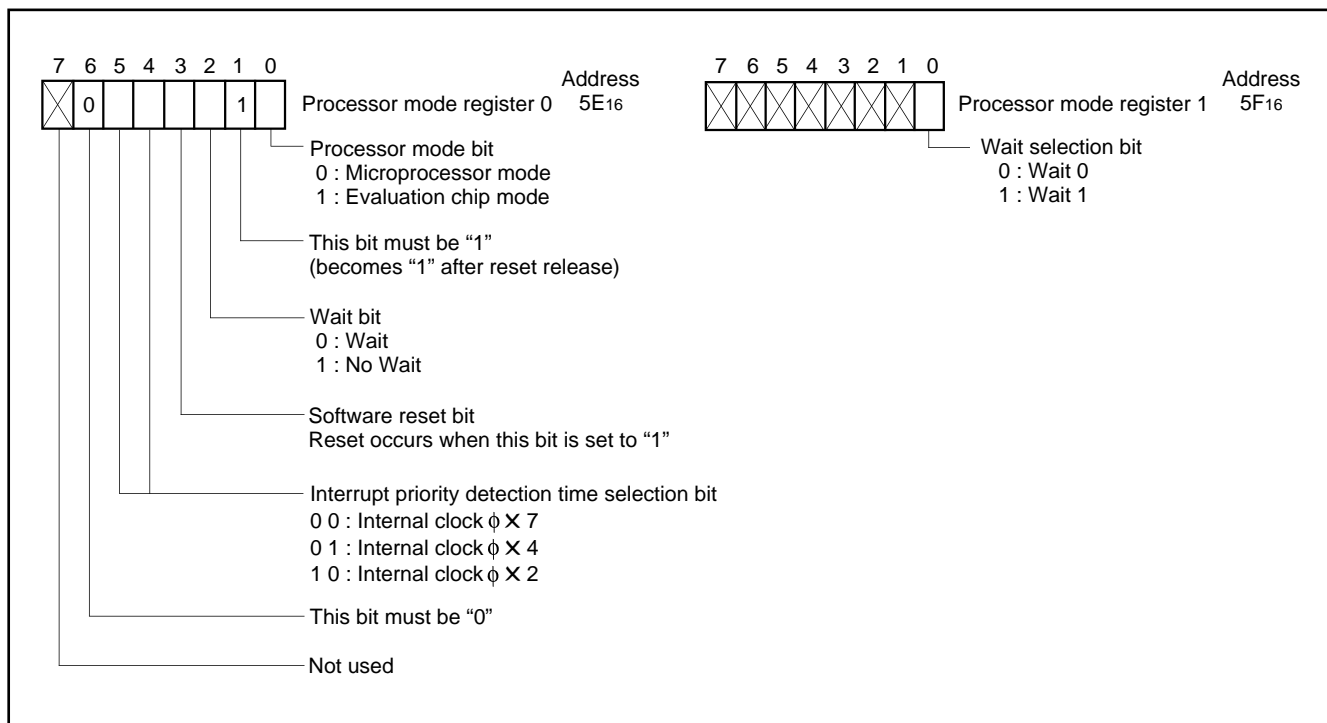 7 6 5 4 3 2 1 0
0 1
Processor mode register 0
Address
5E16
Processor mode bit
0 : Microprocessor mode
1 : Evaluation chip mode
This bit must be “1”
(becomes “1” after reset release)
Wait bit
0 : Wait
1 : No Wait
Software reset bit
Reset occurs when this bit is set to “1”
Interrupt priority detection time selection bit
0 0 : Internal clock ϕ ✕ 7
0 1 : Internal clock ϕ ✕ 4
1 0 : Internal clock ϕ ✕ 2
This bit must be “0”
Not used
7 6 5 4 3 2 1 0
Processor mode register 1
Address
5F16
Wait selection bit
0 : Wait 0
1 : Wait 1